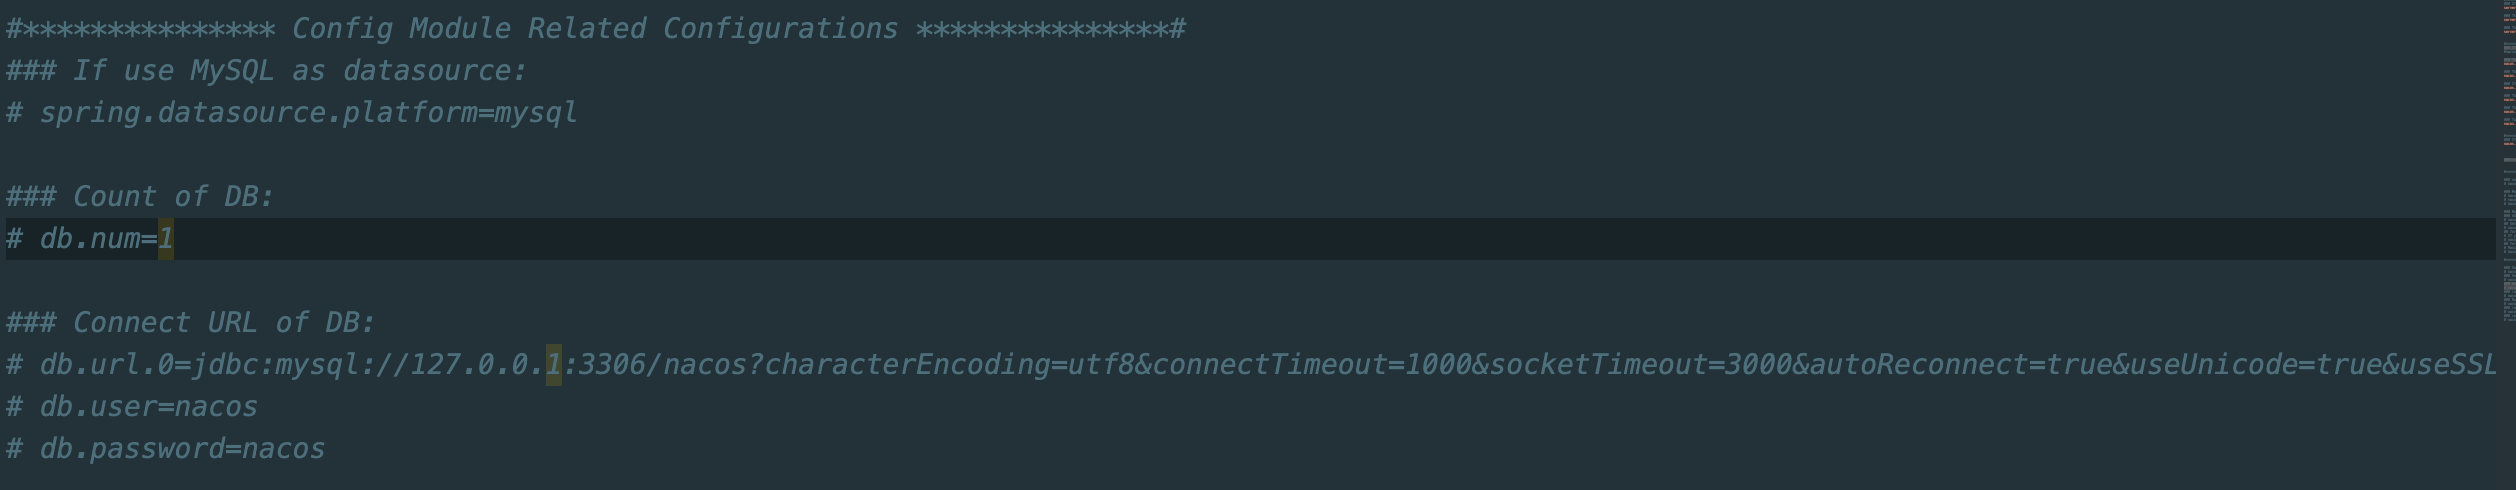 #*************** Config Module Related Configurations ***************#
### If use MySQL as datasource:
# spring.datasource.platform=mysql
### Count of DB:
# db.num=1
### Connect URL of DB:
# db.url.0=jdbc:mysql://127.0.0.1:3306/nacos?characterEncoding=utf8&connectTimeout=1000&socketTimeout=3000&autoReconnect=true&useUnicode=true&useSSL
# db.user=nacos
# db.password=nacos